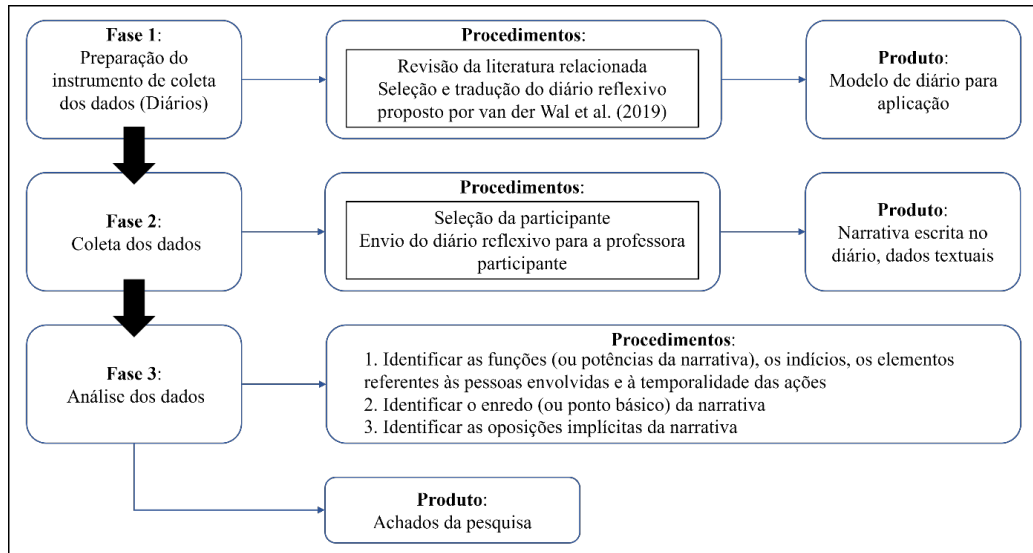 Fase 1:
Preparação do
instrumento de coleta
dos dados (Diários)
Procedimentos:
Revisão da literatura relacionada
Seleção e tradução do diário reflexivo
proposto por van der Wal et al. (2019)
Produto:
Modelo de diário para
aplicação
Fase 2:
Coleta dos dados
Procedimentos:
Seleção da participante
Envio do diário reflexivo para a professora
participante
Produto:
Narrativa escrita no
diário, dados textuais
Fase 3:
Análise dos dados
Procedimentos:
1. Identificar as funções (ou potências da narrativa), os indícios, os elementos
referentes às pessoas envolvidas e à temporalidade das ações
2. Identificar o enredo (ou ponto básico) da narrativa
3. Identificar as oposições implícitas da narrativa
Produto:
Achados da pesquisa